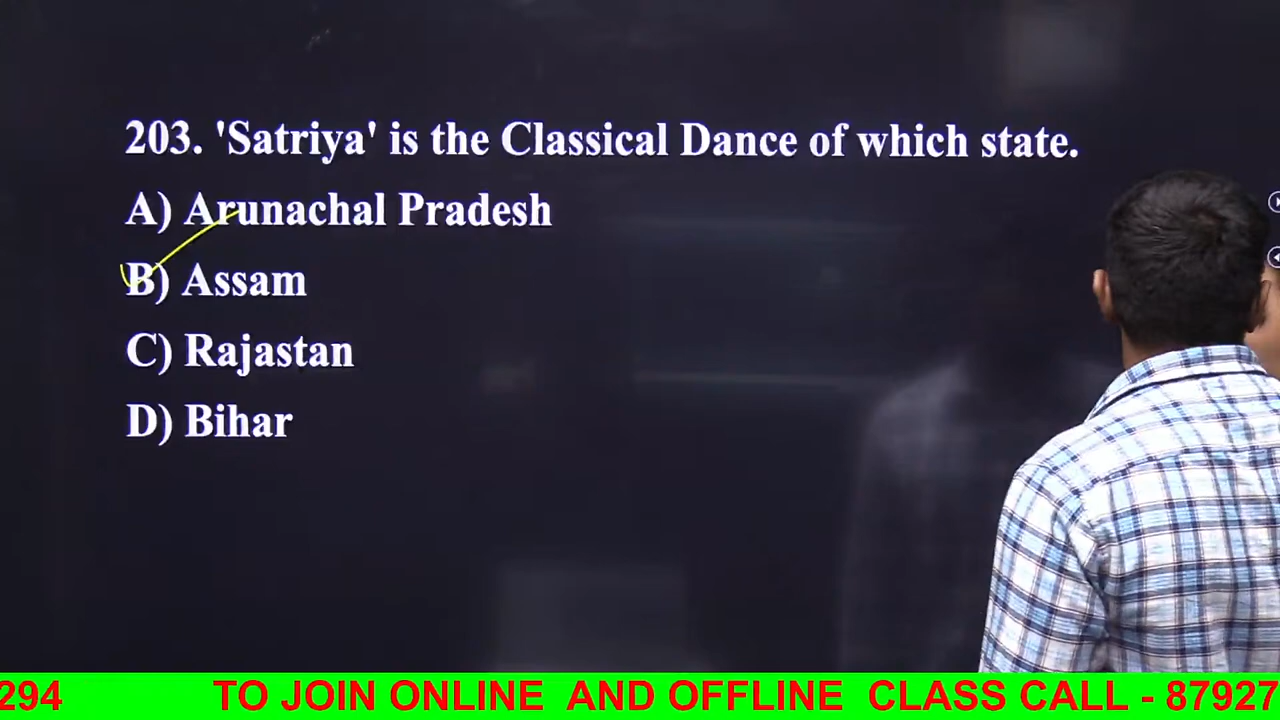 203. 'Satriya' is the Classical Dance of which state.
A) Arunachal Pradesh
B) Assam
C) Rajastan
D) Bihar
294 TO JOIN ONLINE AND OFFLINE CLASS CALL - 87927